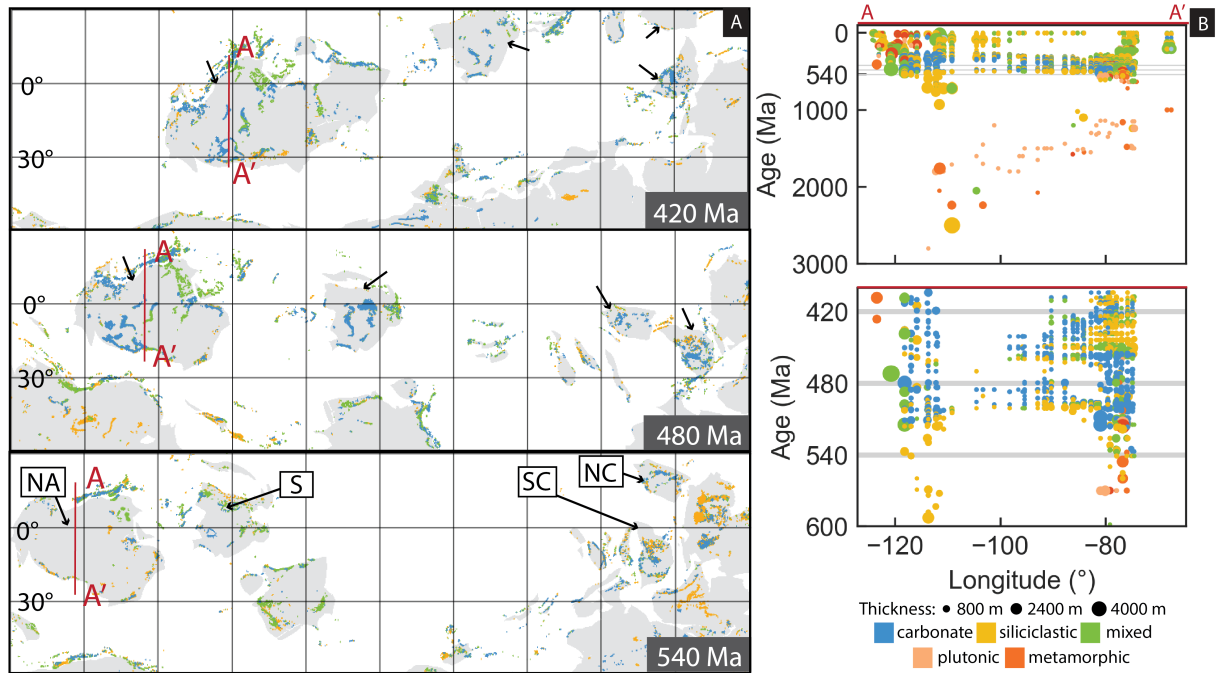 A
A
0°
30°
A'
420 Ma
A
0°
A'
30°
480 Ma
NA
A
S
SC
NC
0°
A'
30°
540 Ma
A
A'
B
0
540
1000
2000
3000
Age (Ma)
420
480
540
600
Age (Ma)
−120
−100
−80
Longitude (°)
Thickness: 800 m 2400 m 4000 m
carbonate siliciclastic mixed
plutonic metamorphic